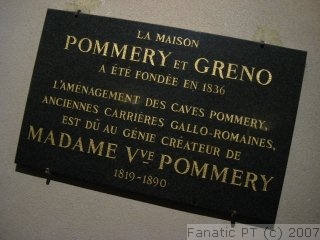 LA MAISON
POMMERY ET GRENO
A ÉTÉ FONDÉE EN 1836
L'AMÉNAGEMENT DES CAVES POMMERY,
ANCIENNES CARRIÈRES GALLO-ROMAINES,
EST DÛ AU GÉNIE CRÉATEUR DE
MADAME Vve POMMERY
1819-1890
Fanatic PT (c) 2007